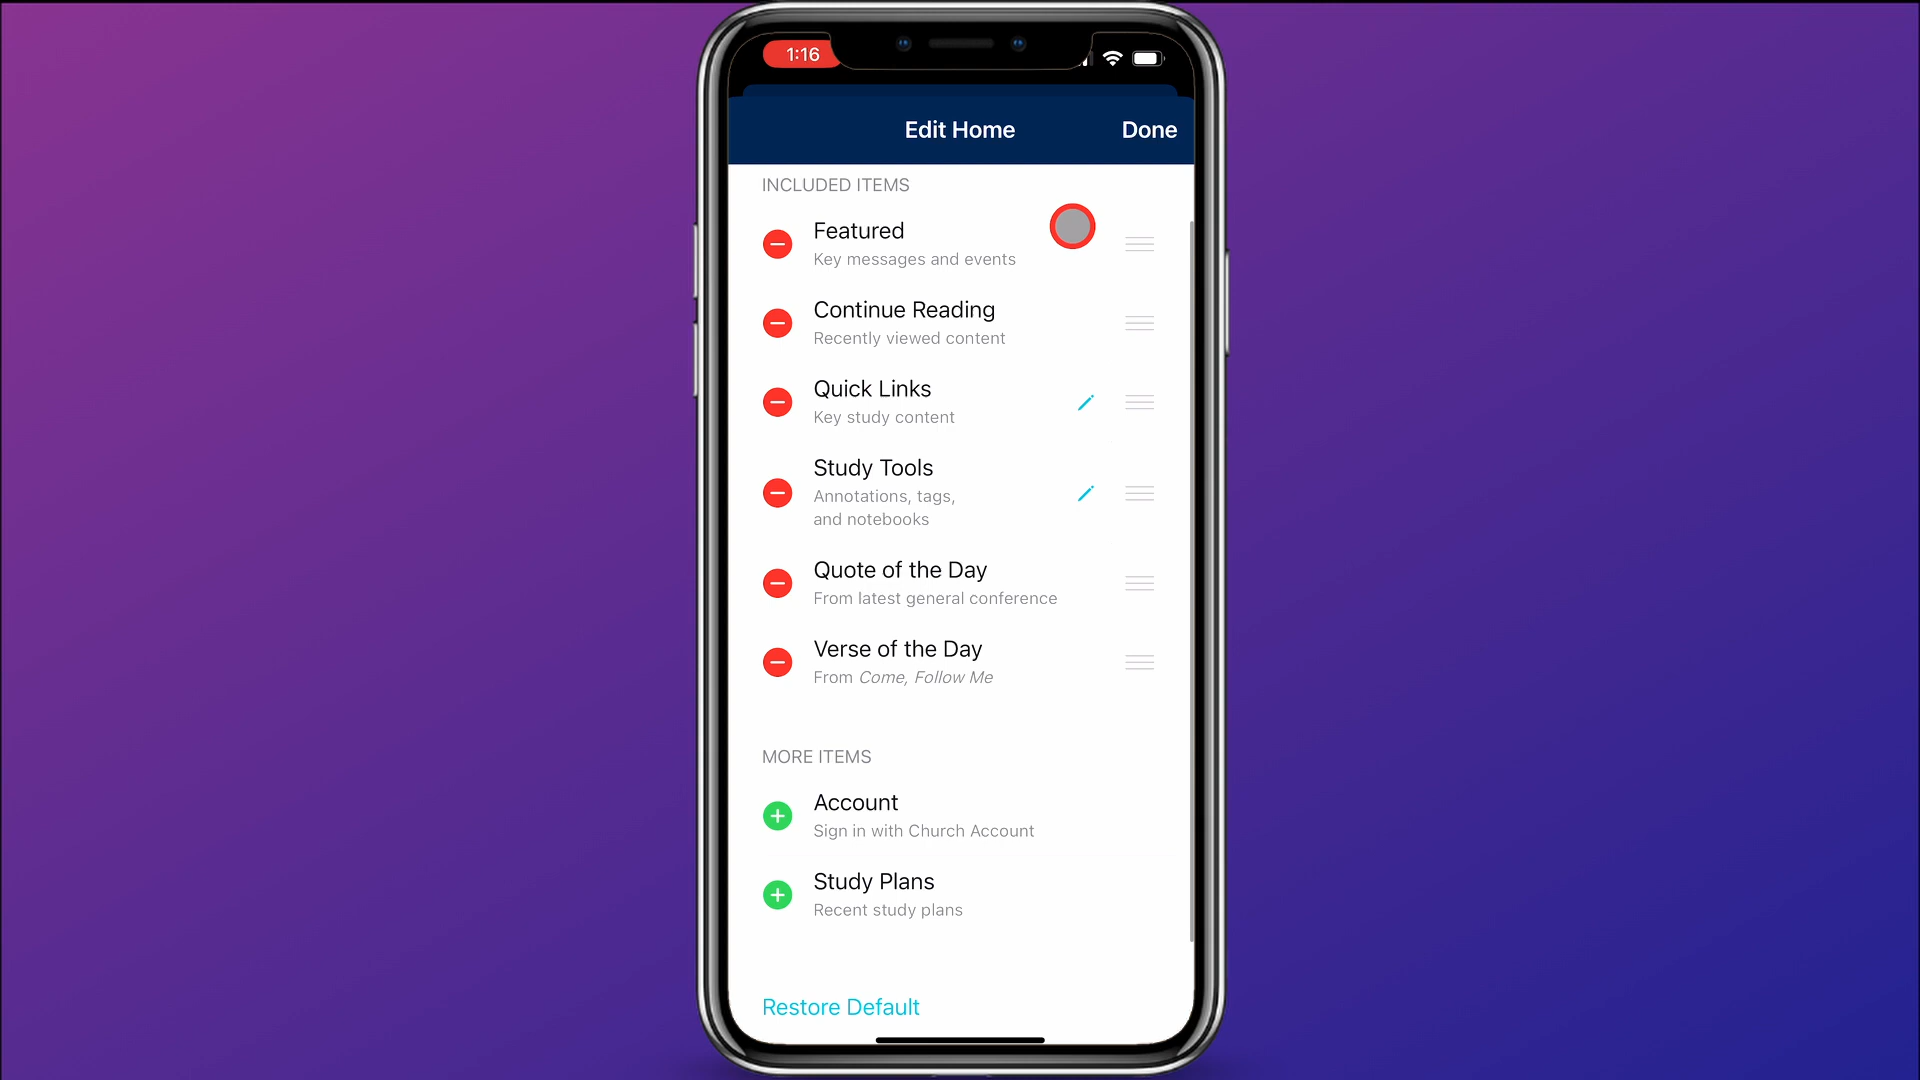 1:16
Edit Home
Done
INCLUDED ITEMS
Featured
Key messages and events
Continue Reading
Recently viewed content
Quick Links
Key study content
Study Tools
Annotations, tags,
and notebooks
Quote of the Day
From latest general conference
Verse of the Day
From Come, Follow Me
MORE ITEMS
Account
Sign in with Church Account
Study Plans
Recent study plans
Restore Default